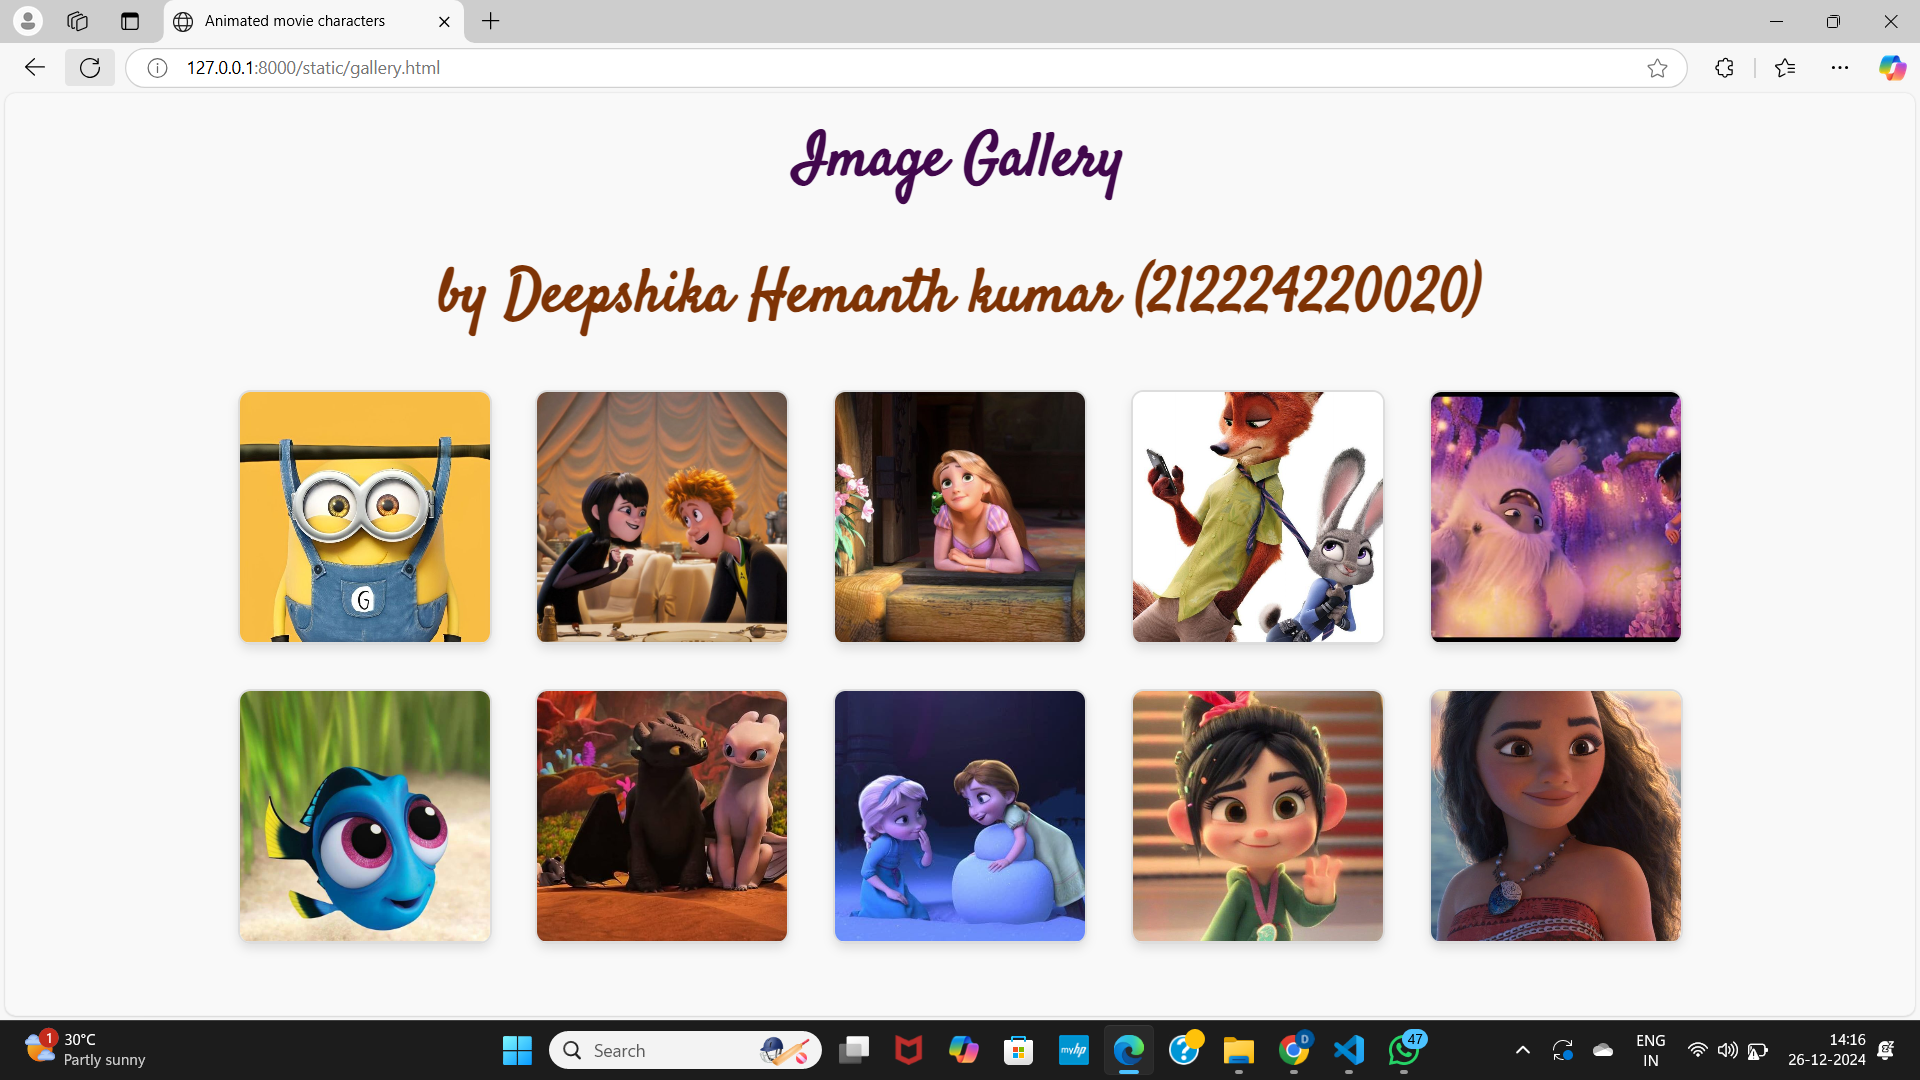 Animated movie characters
127.0.0.1:8000/static/gallery.html
Image Gallery
by Deepshika Hemanth kumar (212224220020)
G
1
30°C
Partly sunny
Search
myhp
D
47
ENG
IN
14:16
26-12-2024